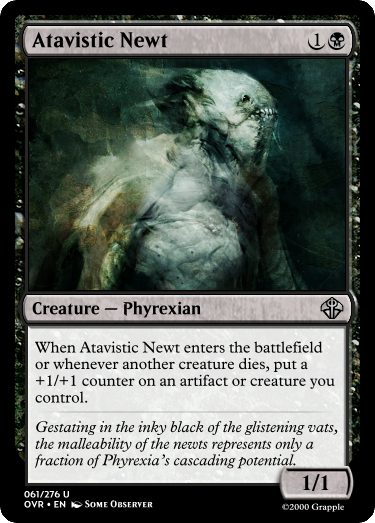 Atavistic Newt 1
Creature — Phyrexian
When Atavistic Newt enters the battlefield
or whenever another creature dies, put a
+1/+1 counter on an artifact or creature you
control.
Gestating in the inky black of the glistening vats,
the malleability of the newts represents only a
fraction of Phyrexia's cascading potential.
1/1
061/276 U
OVR • EN Some Observer
©2000 Grapple